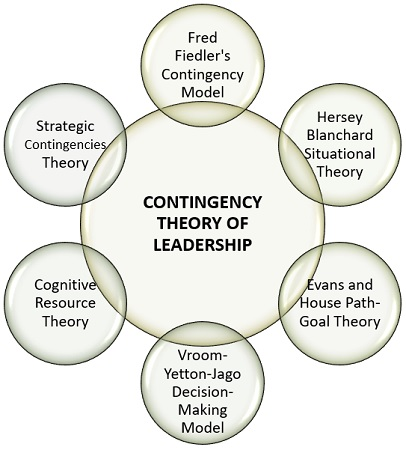 Fred
Fiedler's
Contingency
Model
Strategic
Contingencies
Theory
Hersey
Blanchard
Situational
Theory
CONTINGENCY
THEORY OF
LEADERSHIP
Cognitive
Resource
Theory
Evans and
House Path-
Goal Theory
Vroom-
Yetton-Jago
Decision-
Making
Model